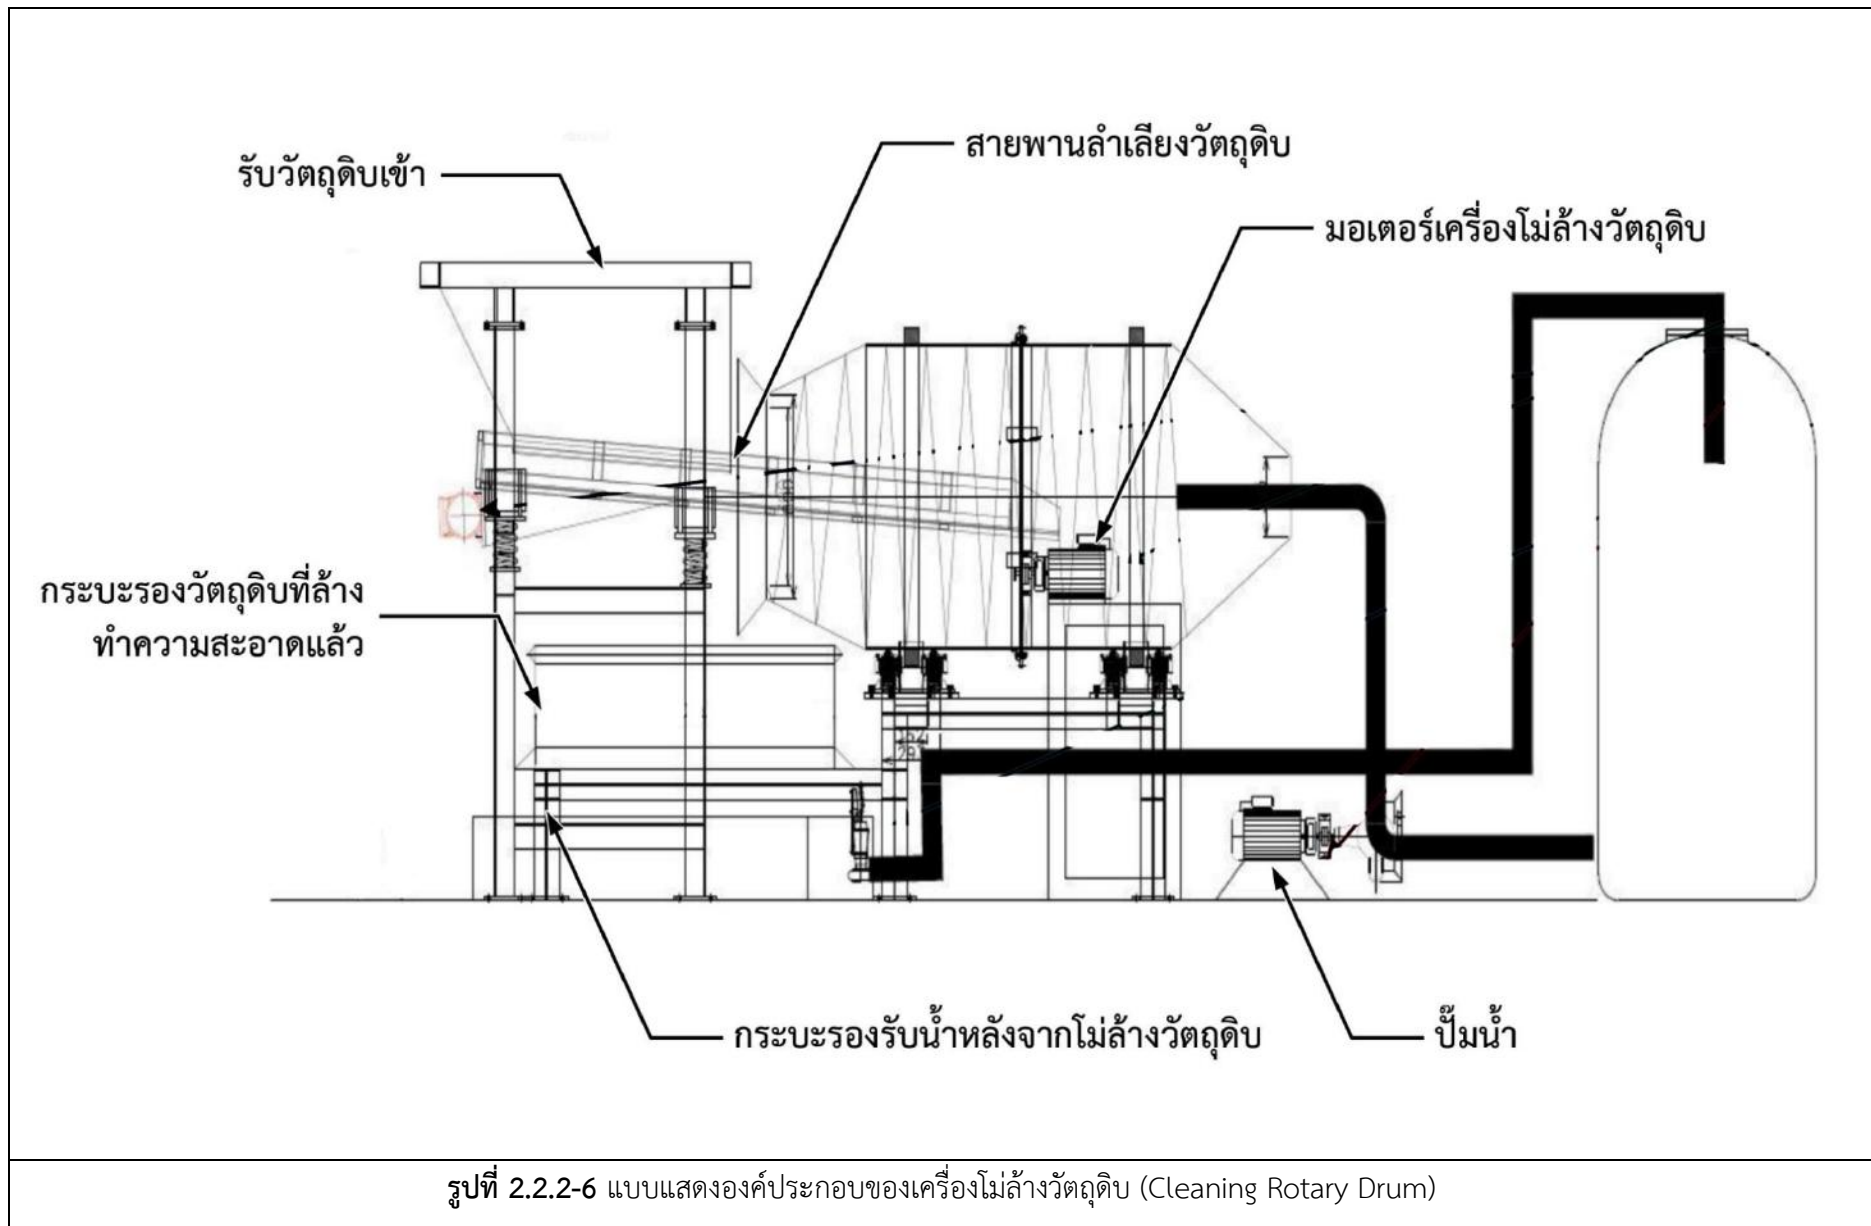 สายพานลำเลียงวัตถุดิบ
รับวัตถุดิบเข้า
มอเตอร์เครื่องโม่ล้างวัตถุดิบ
กระบะรองวัตถุดิบที่ล้าง
ทำความสะอาดแล้ว
กระบะรองรับน้ำหลังจากโม่ล้างวัตถุดิบ
ปั๊มน้ำ
รูปที่ 2.2.2-6 แบบแสดงองค์ประกอบของเครื่องโม่ล้างวัตถุดิบ (Cleaning Rotary Drum)